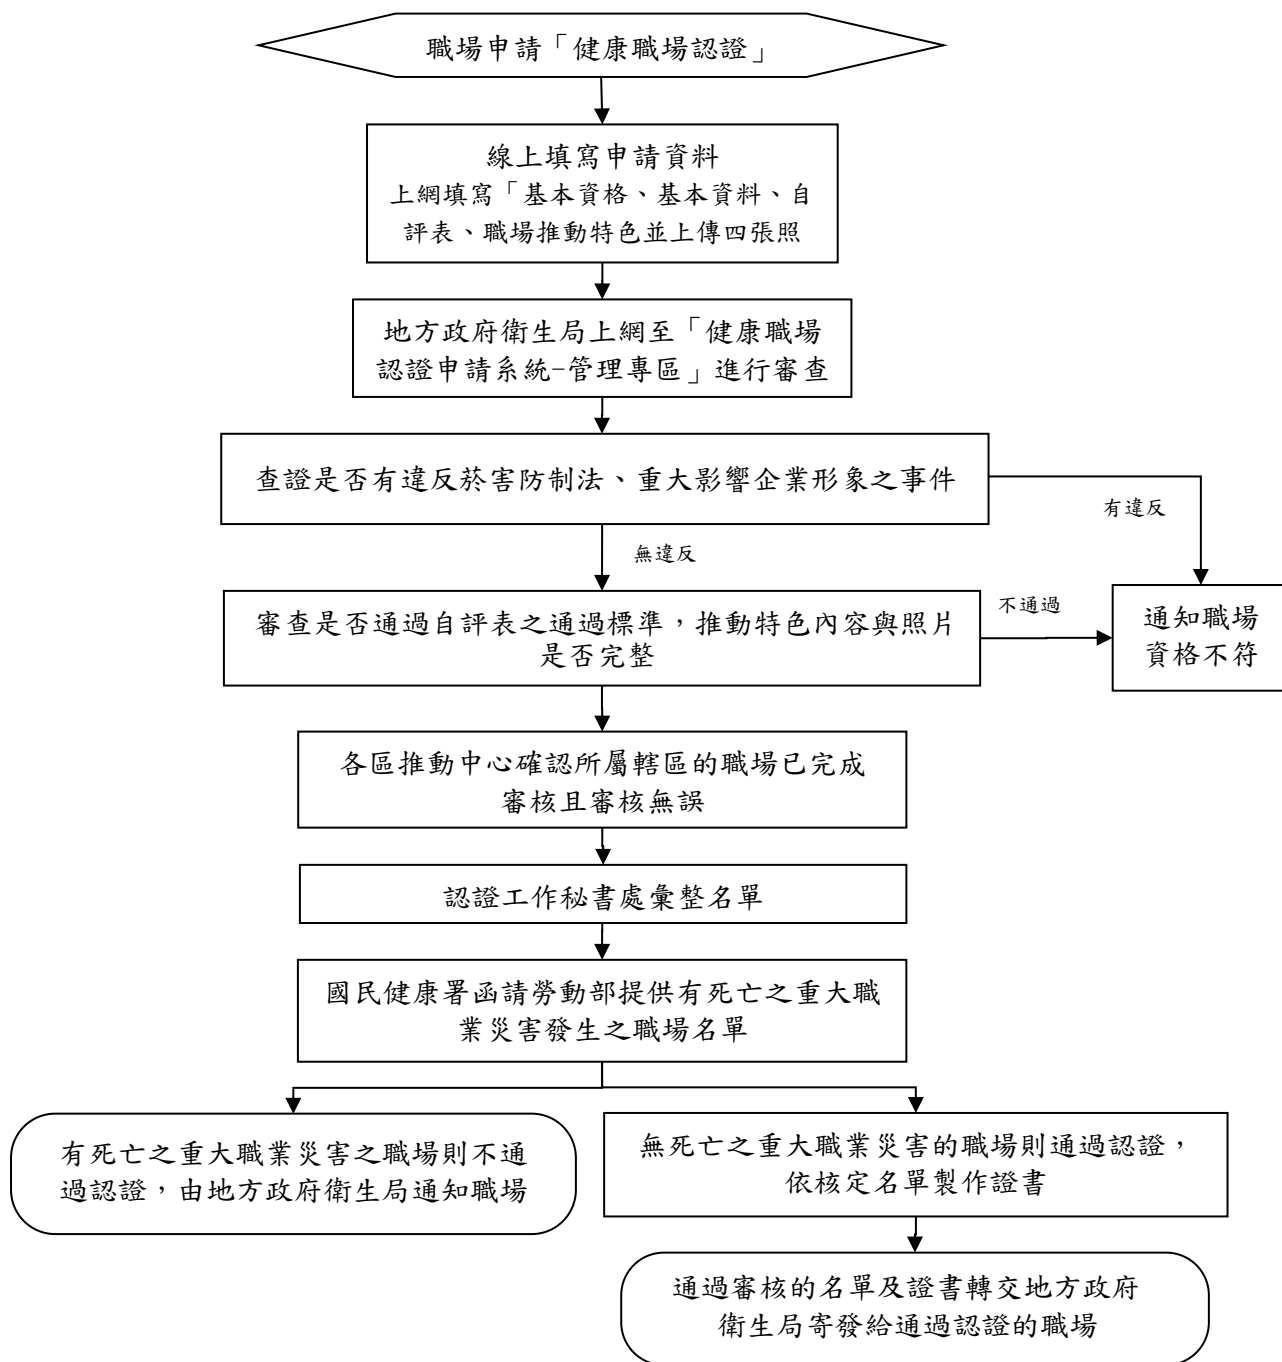 職場申請「健康職場認證」
線上填寫申請資料
上網填寫「基本資格、基本資料、自
評表、職場推動特色並上傳四張照
地方政府衛生局上網至「健康職場
認證申請系統-管理專區」進行審查
查證是否有違反菸害防制法、重大影響企業形象之事件
有違反
無違反
審查是否通過自評表之通過標準，推動特色內容與照片
是否完整
不通過
通知職場
資格不符
各區推動中心確認所屬轄區的職場已完成
審核且審核無誤
認證工作秘書處彙整名單
國民健康署函請勞動部提供有死亡之重大職
業災害發生之職場名單
有死亡之重大職業災害之職場則不通
過認證，由地方政府衛生局通知職場
無死亡之重大職業災害的職場則通過認證，
依核定名單製作證書
通過審核的名單及證書轉交地方政府
衛生局寄發給通過認證的職場